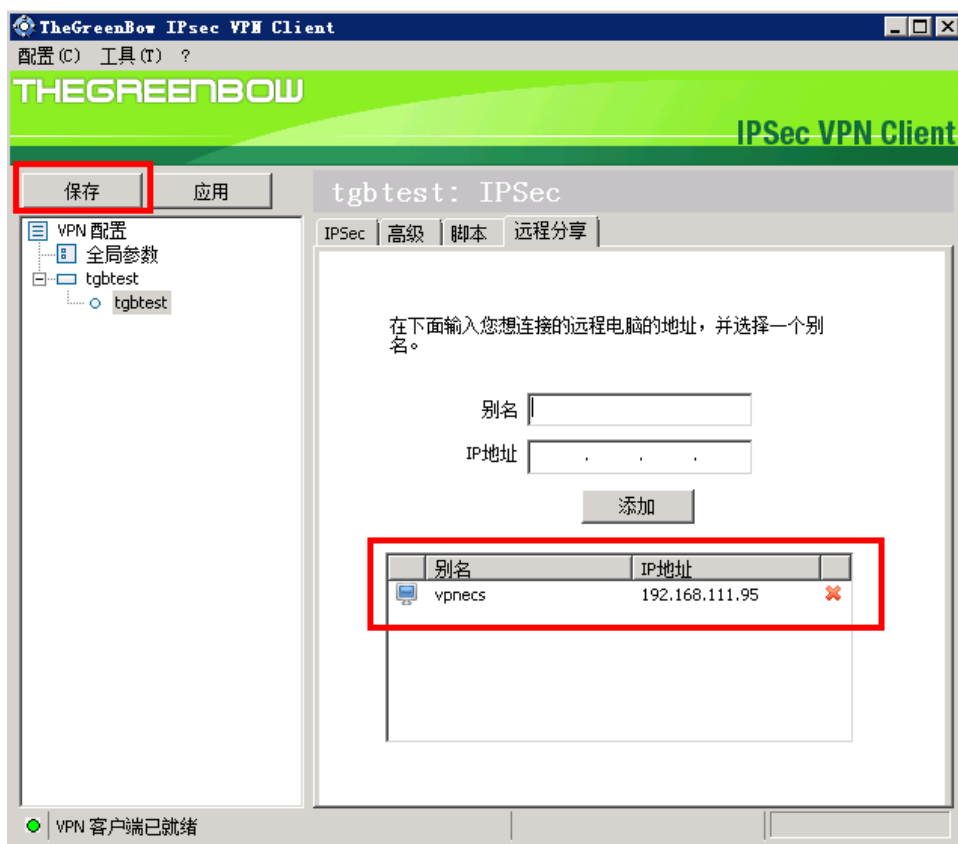 TheGreenBow IPsec VPN Client
配置(C) 工具(T) ?
THEGREENBOW
IPSec VPN Client
保存 应用
tgbtest: IPSec
VPN 配置
全局参数
tgbtest
tgbtest
IPSec 高级 脚本 远程分享
在下面输入您想连接的远程电脑的地址，并选择一个别
名。
别名
IP地址 . . .
添加
别名 IP地址
vpnecs 192.168.111.95
VPN 客户端已就绪